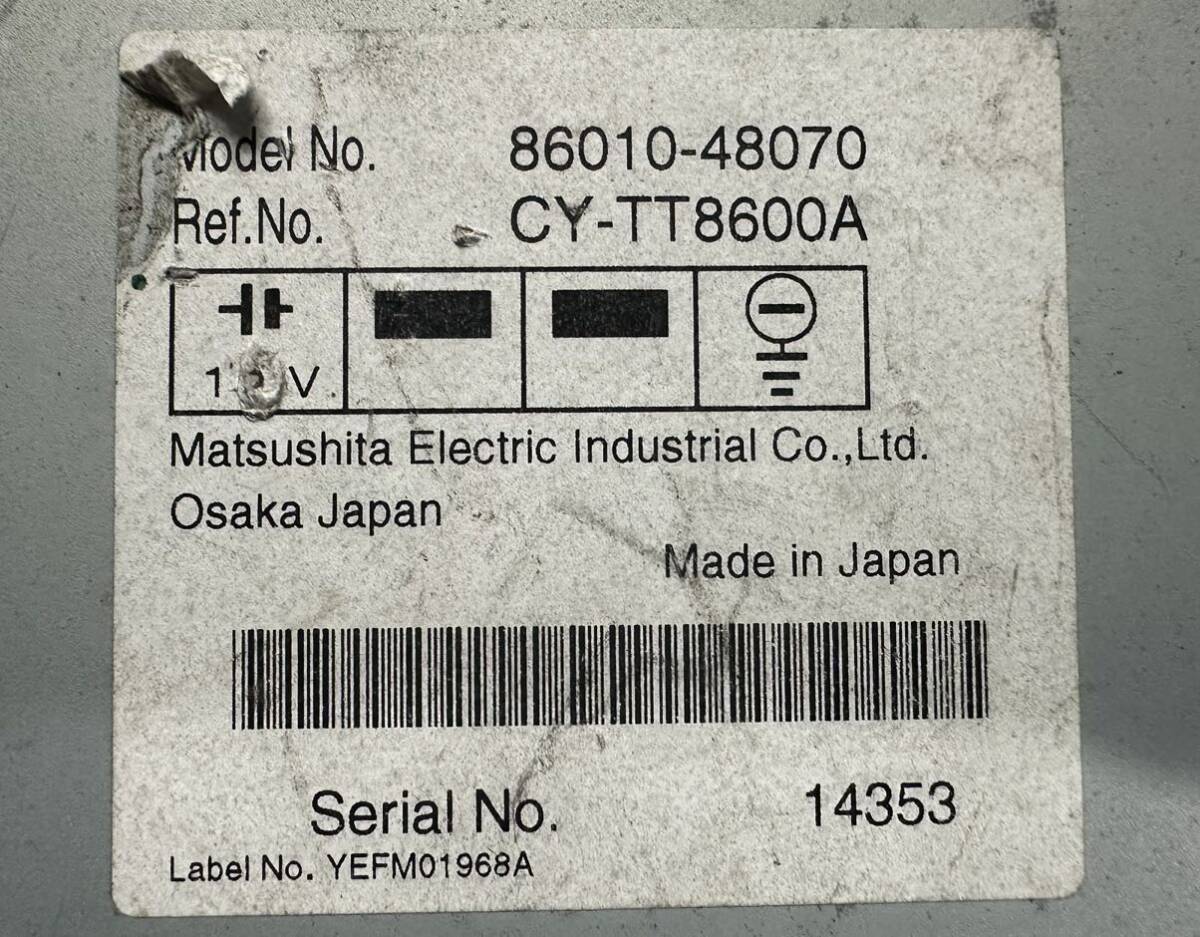 Model No. 86010-48070
Ref.No. CY-TT8600A
12V.
Matsushita Electric Industrial Co.,Ltd.
Osaka Japan
Made in Japan
Serial No. 14353
Label No. YEFM01968A